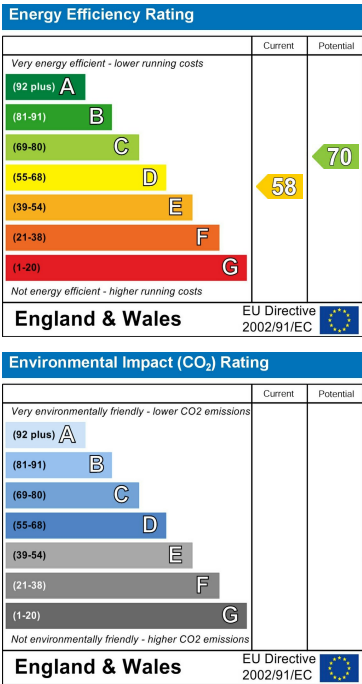 Energy Efficiency Rating
Current Potential
Very energy efficient - lower running costs
(92 plus) A
(81-91) B
(69-80) C
(55-68) D
(39-54) E
(21-38) F
(1-20) G
58
70
Not energy efficient - higher running costs
England & Wales
EU Directive
2002/91/EC
Environmental Impact (CO₂) Rating
Current Potential
Very environmentally friendly - lower CO2 emissions
(92 plus) A
(81-91) B
(69-80) C
(55-68) D
(39-54) E
(21-38) F
(1-20) G
Not environmentally friendly - higher CO2 emissions
England & Wales
EU Directive
2002/91/EC